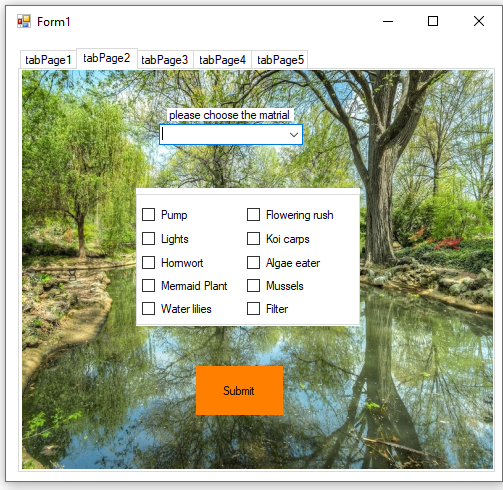 Form1
tabPage1 tabPage2 tabPage3 tabPage4 tabPage5
please choose the matrial
Pump Flowering rush
Lights Koi carps
Hornwort Algae eater
Mermaid Plant Mussels
Water lilies Filter
Submit